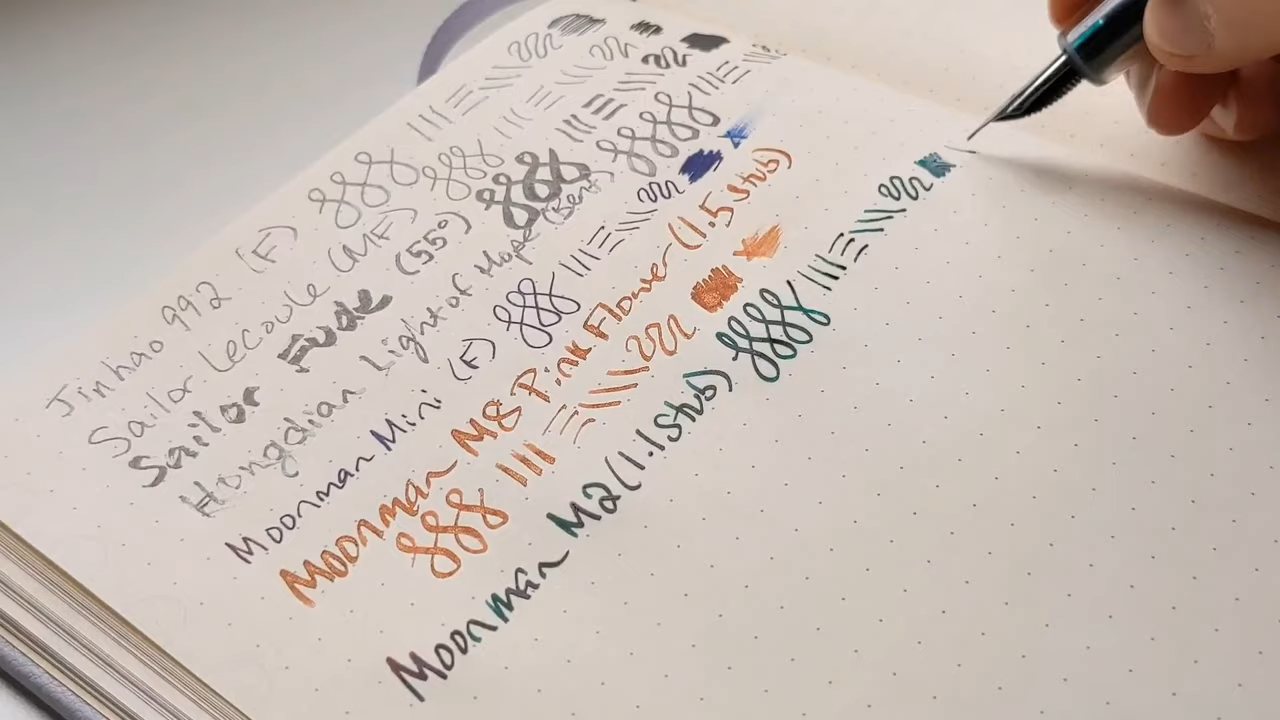 Jinhao 992 (F)
Sailor Lecoule (MF)
Sailor Fude (55°)
Hongdian Light of Hope (Bent)
Moonman Mini (F)
Moonman M8 Pink Flower (1.5 Stub)
Moonman M2 (1.1 Stub)